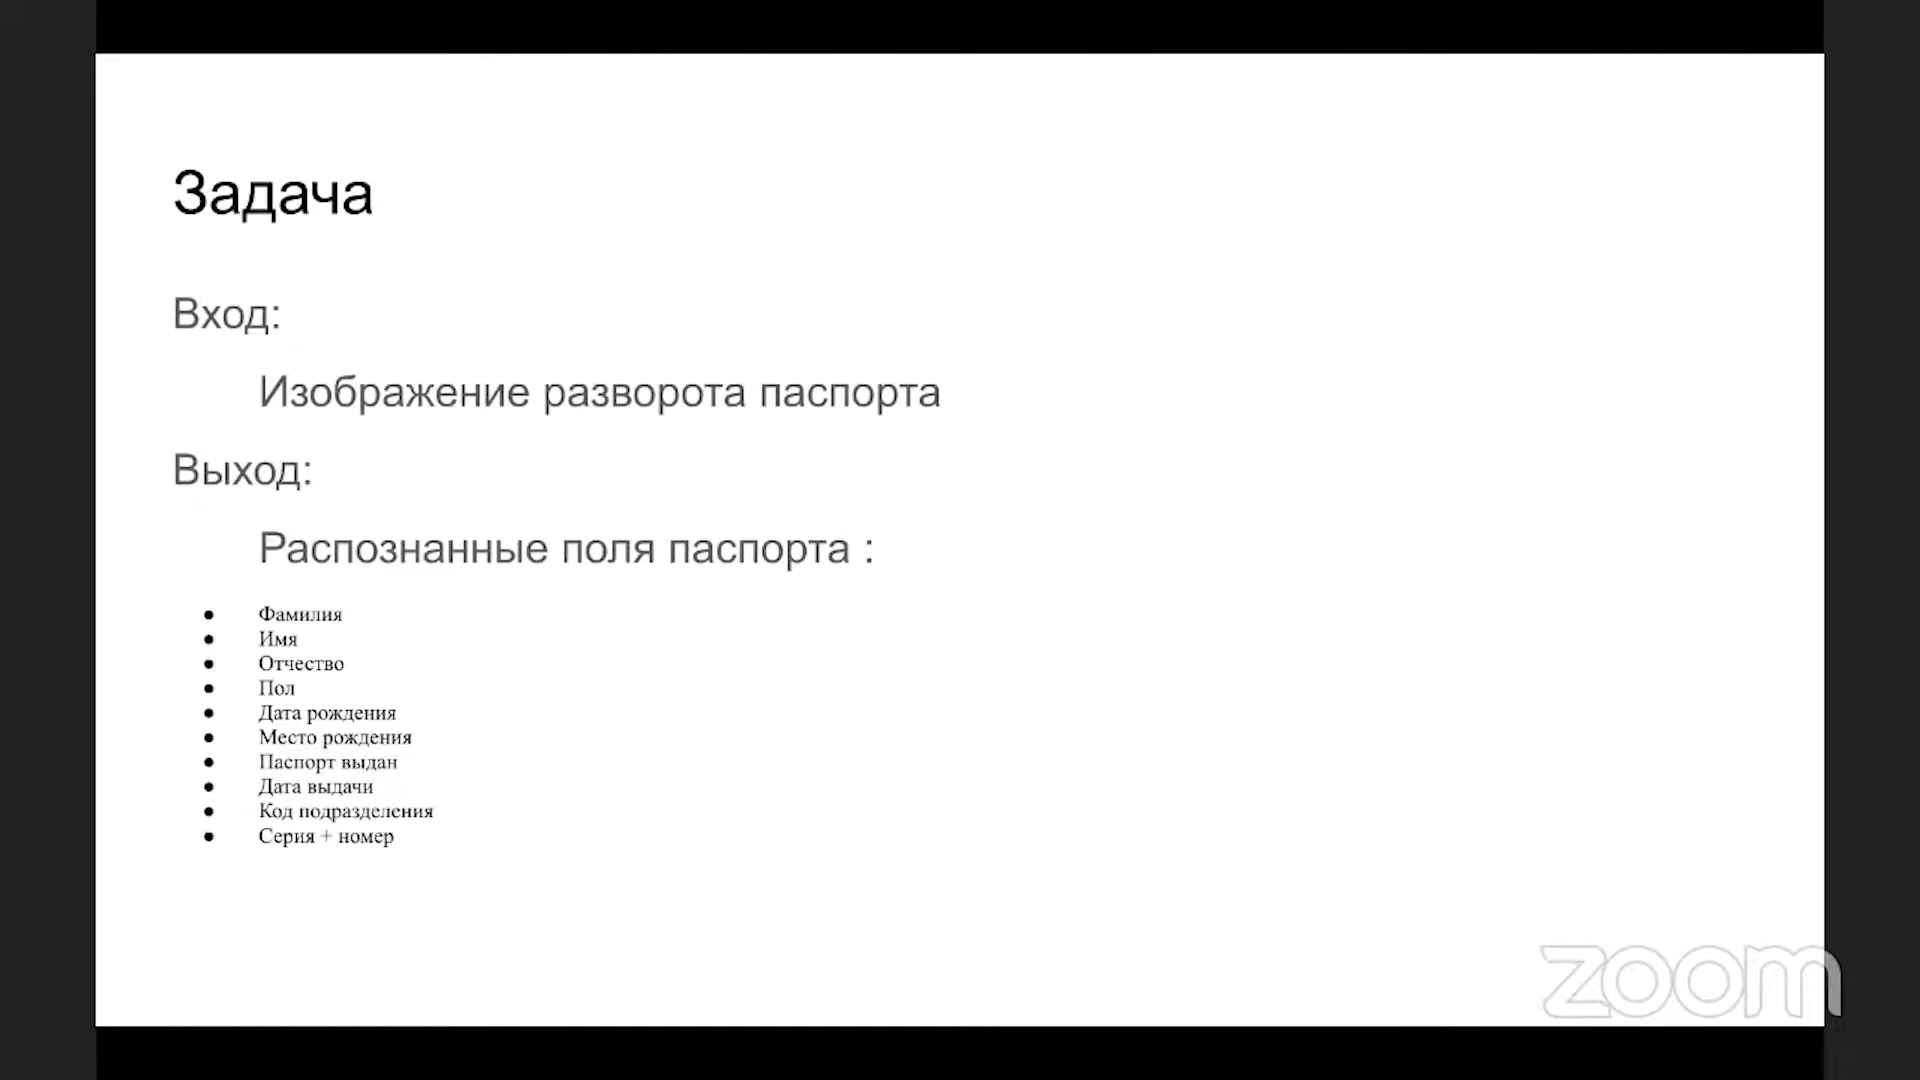 Задача
Вход:
Изображение разворота паспорта
Выход:
Распознанные поля паспорта :
● Фамилия
● Имя
● Отчество
● Пол
● Дата рождения
● Место рождения
● Паспорт выдан
● Дата выдачи
● Код подразделения
● Серия + номер
zoom